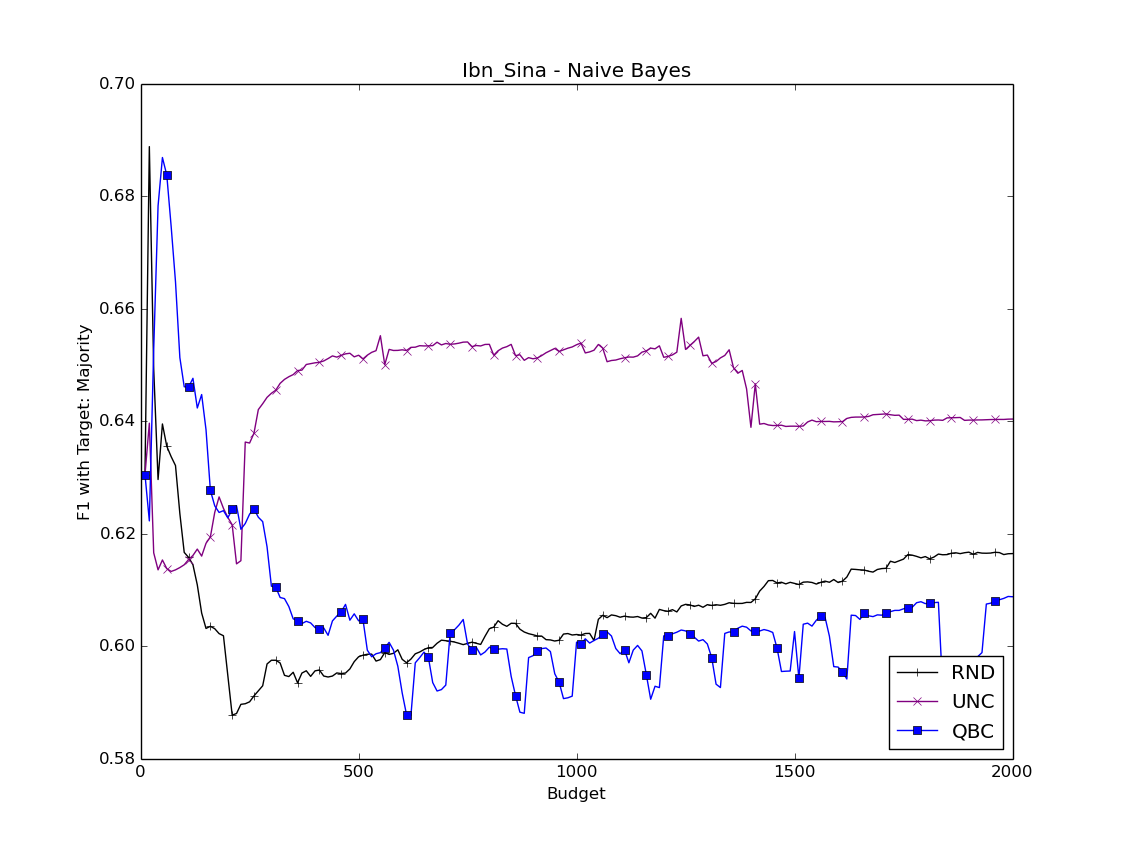 Ibn_Sina - Naive Bayes
0.70
0.68
0.66
0.64
0.62
0.60
0.58
F1 with Target: Majority
RND
UNC
QBC
0
500
1000
1500
2000
Budget